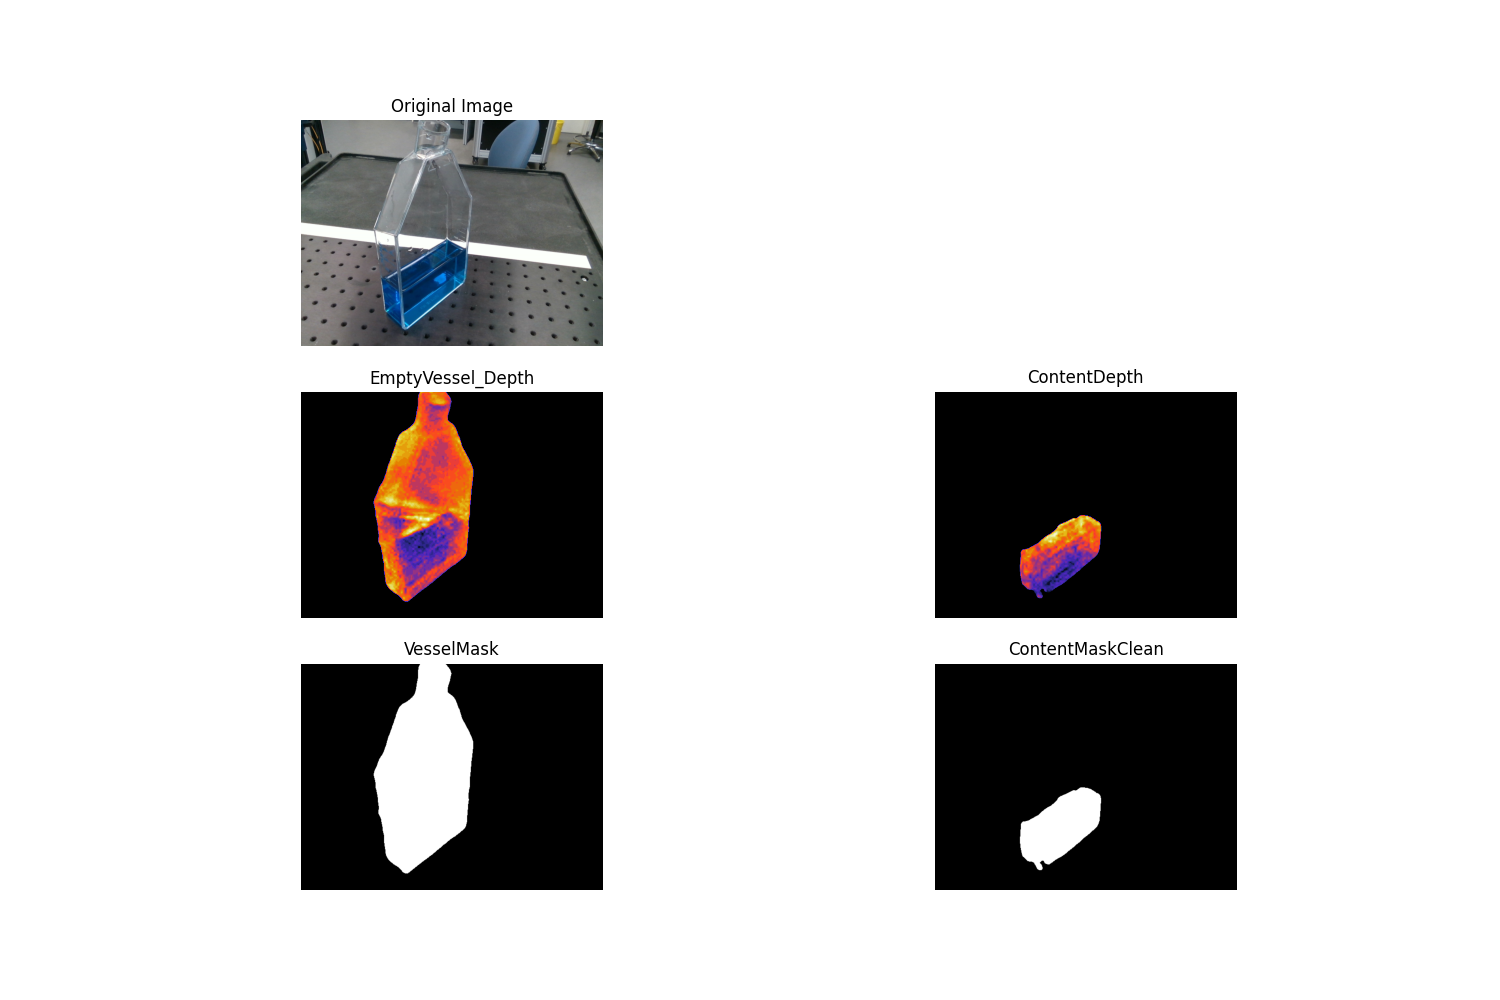 Original Image
EmptyVessel_Depth
ContentDepth
VesselMask
ContentMaskClean